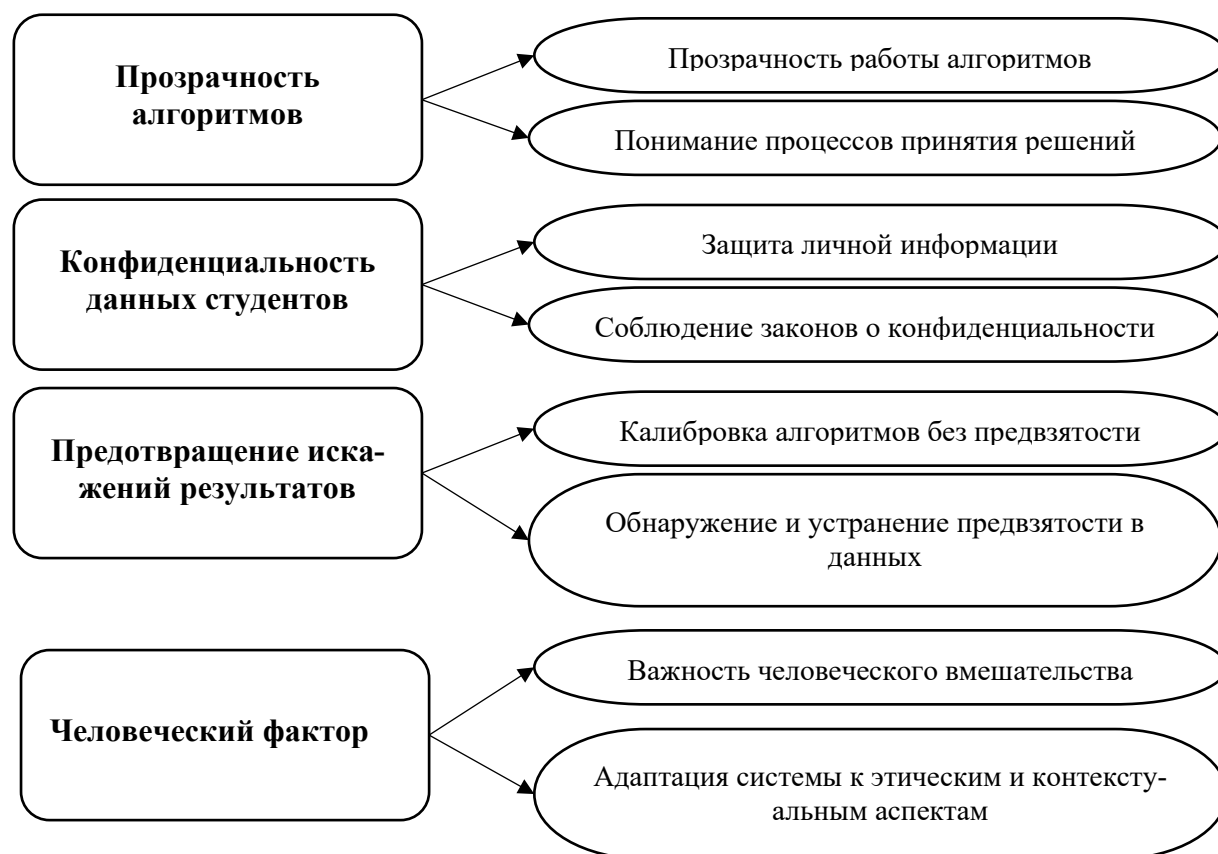 Прозрачность
алгоритмов
Прозрачность работы алгоритмов
Понимание процессов принятия решений
Конфиденциальность
данных студентов
Защита личной информации
Соблюдение законов о конфиденциальности
Предотвращение иска-
жений результатов
Калибровка алгоритмов без предвзятости
Обнаружение и устранение предвзятости в
данных
Человеческий фактор
Важность человеческого вмешательства
Адаптация системы к этическим и контексту-
альным аспектам